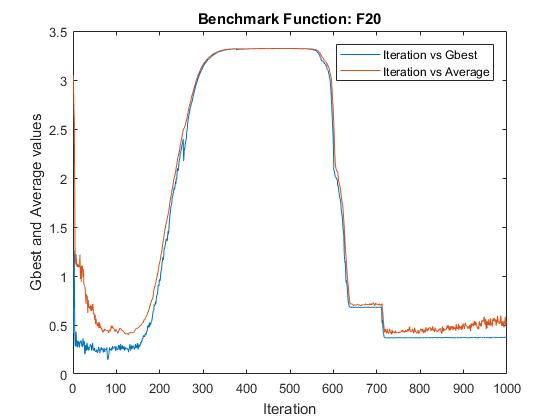 Benchmark Function: F20
Gbest and Average values
3.5
3
2.5
2
1.5
1
0.5
0
Iteration vs Gbest
Iteration vs Average
0 100 200 300 400 500 600 700 800 900 1000
Iteration